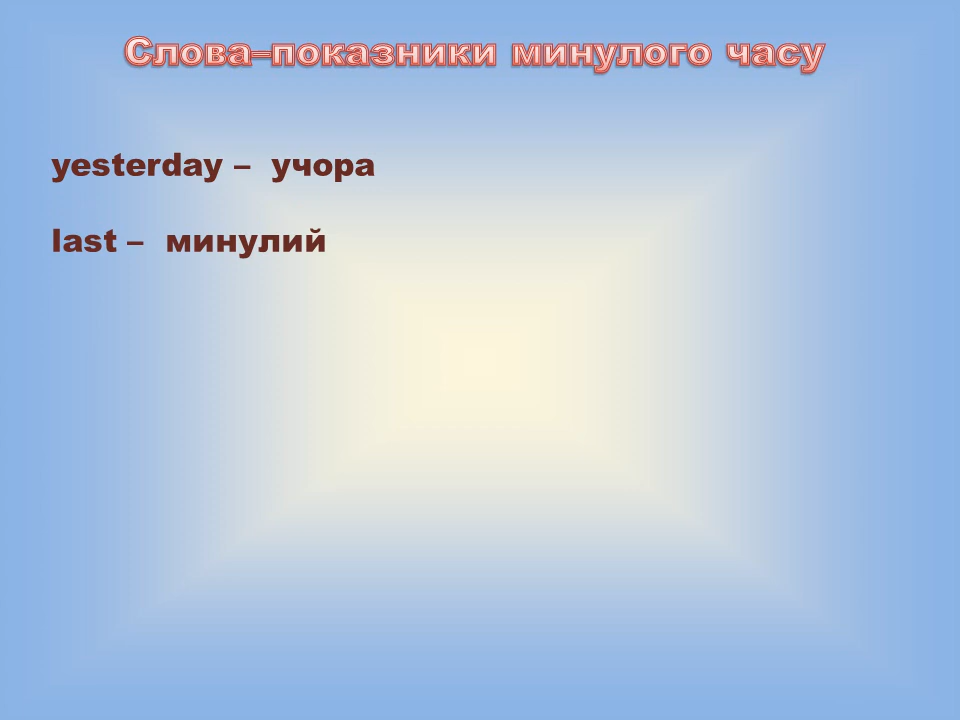 Слова–показники минулого часу
yesterday –  учора
last –  минулий